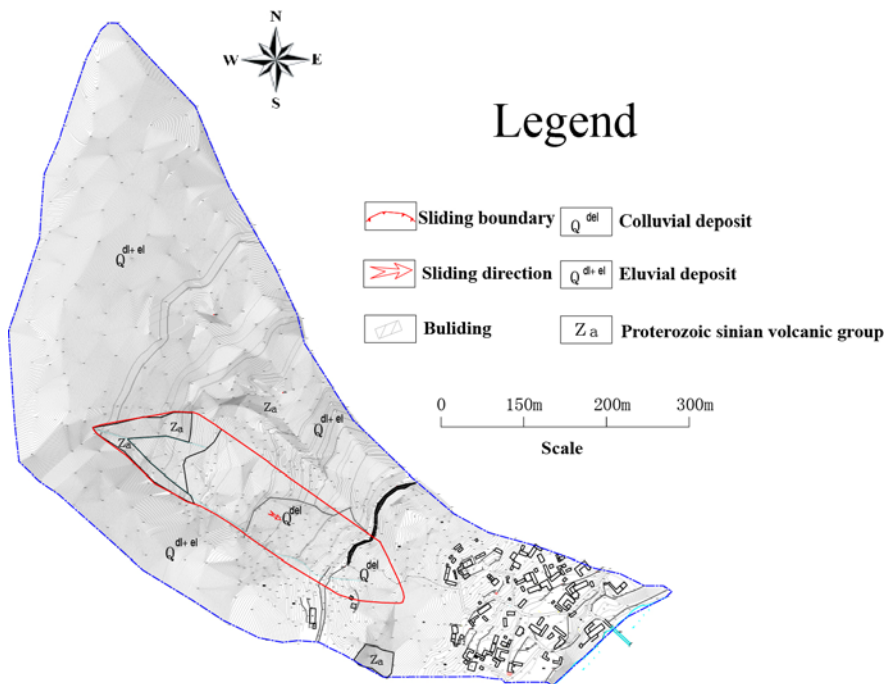 N
W E
S
Legend
Sliding boundary Q del Colluvial deposit
Sliding direction Q dl+el Eluvial deposit
Buliding Za Proterozoic sinian volcanic group
0 150m 200m 300m
Scale
Q dl+el
Za
Q dl+el
Za
Za
Q del
Q dl+el
Q del
Za